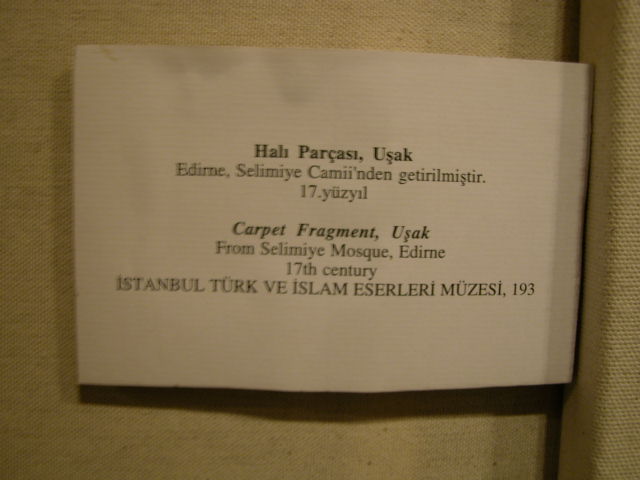 Halı Parçası, Uşak
Edirne, Selimiye Camii'nden getirilmiştir.
17.yüzyıl
Carpet Fragment, Uşak
From Selimiye Mosque, Edirne
17th century
İSTANBUL TÜRK VE İSLAM ESERLERİ MÜZESİ, 193